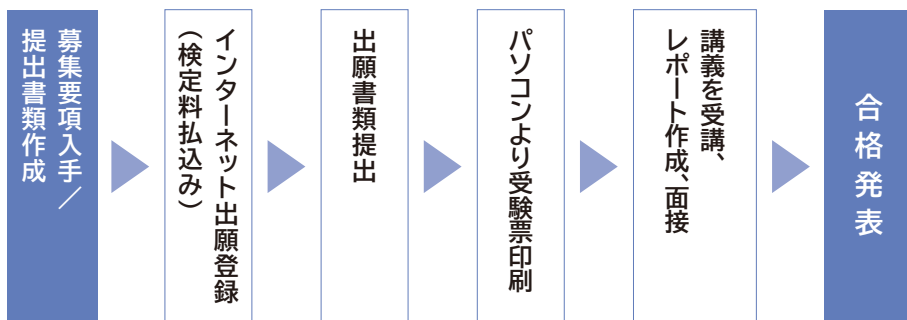 募集要項入手／
提出書類作成
インターネット出願登録
（検定料払込み）
出願書類提出
パソコンより受験票印刷
講義を受講、
レポート作成、面接
合格発表